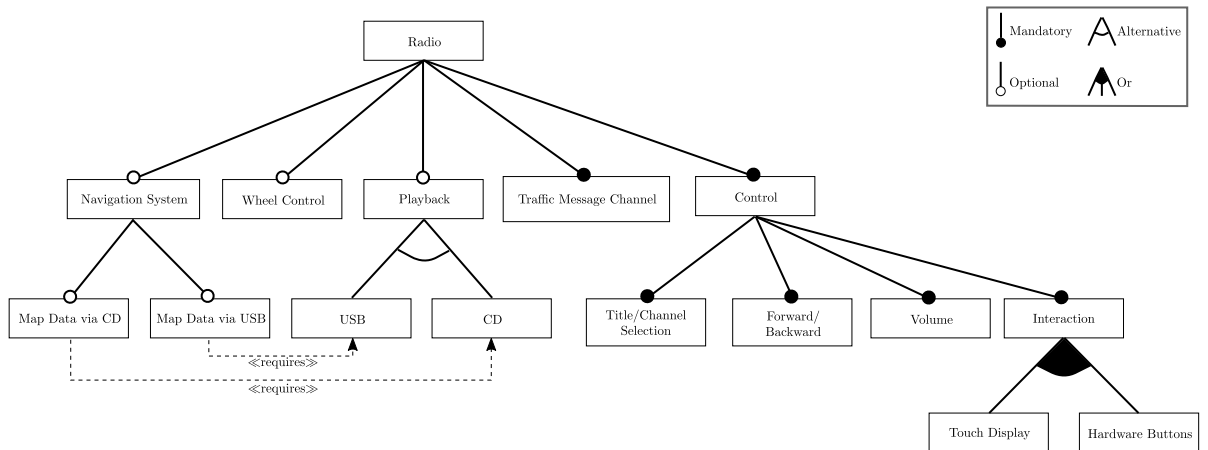 Radio
Mandatory
Alternative
Optional
Or
Navigation System
Wheel Control
Playback
Traffic Message Channel
Control
Map Data via CD
Map Data via USB
USB
CD
Title/Channel
Selection
Forward/
Backward
Volume
Interaction
≪requires≫
≪requires≫
Touch Display
Hardware Buttons